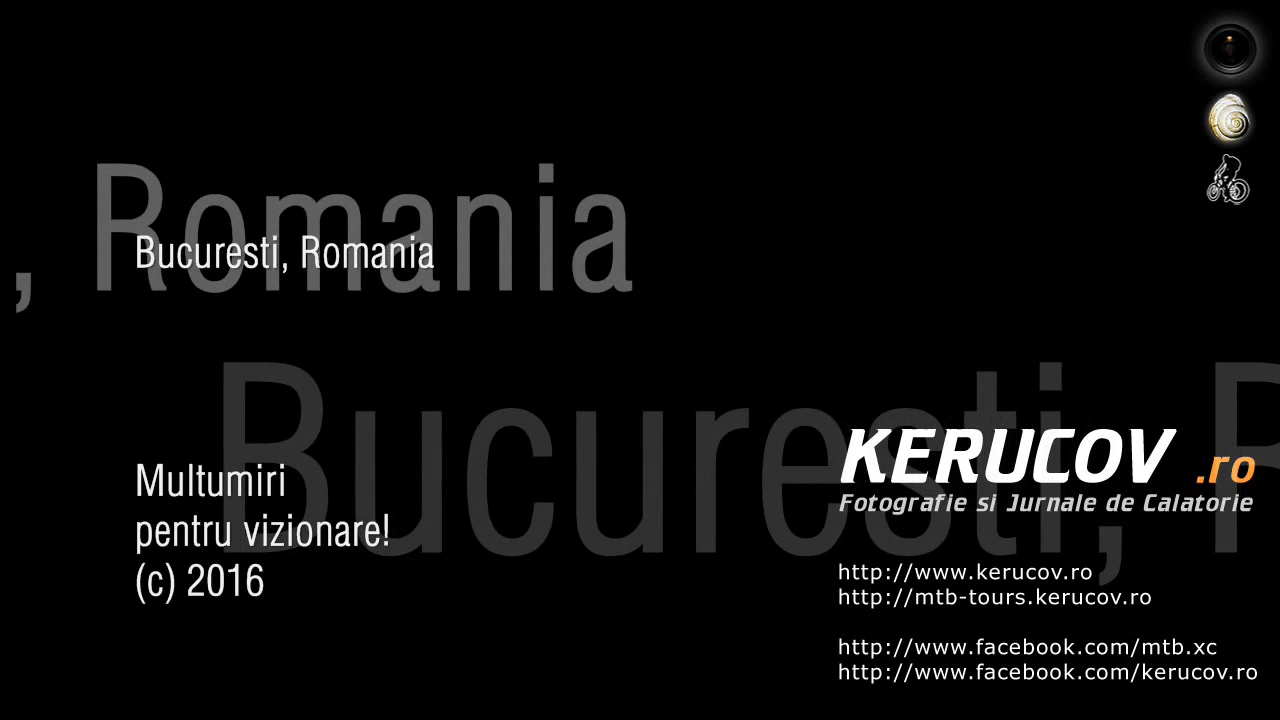 , Romania
Bucuresti, Romania
Bucuresti, R
Multumiri
pentru vizionare!
(c) 2016
KERUCOV .ro
Fotografie si Jurnale de Calatorie
http://www.kerucov.ro
http://mtb-tours.kerucov.ro
http://www.facebook.com/mtb.xc
http://www.facebook.com/kerucov.ro